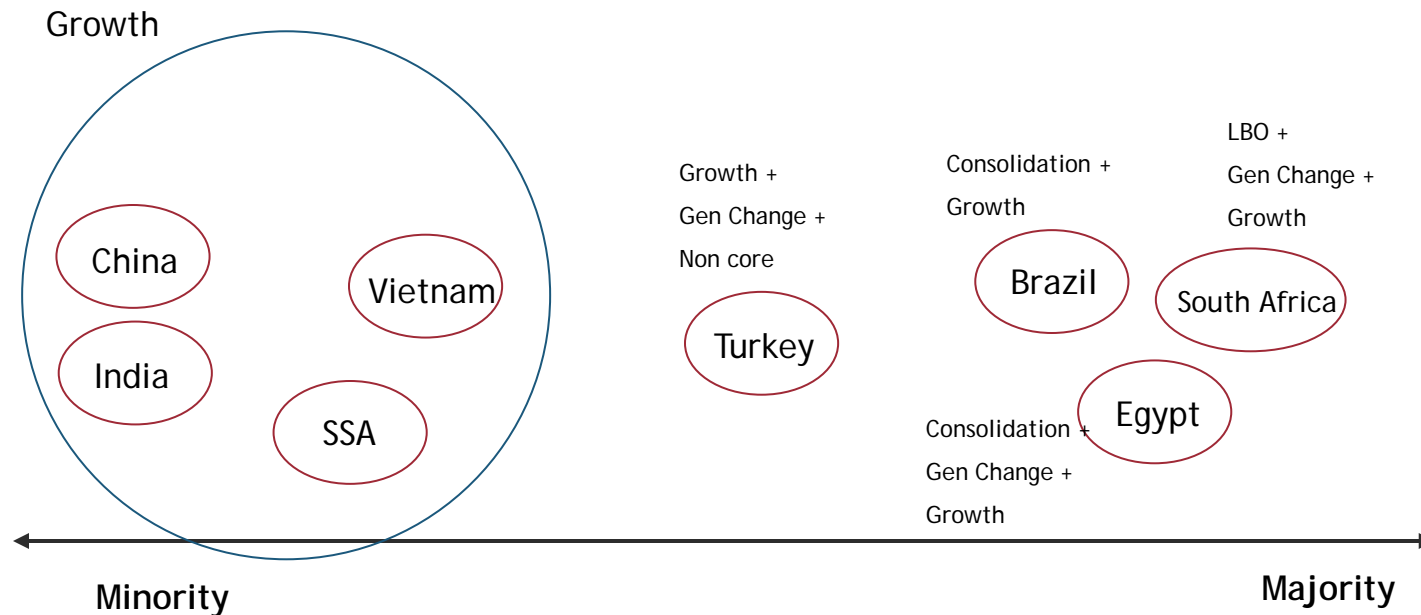 Growth
China
India
Vietnam
SSA
Growth +
Gen Change +
Non core
Turkey
Consolidation +
Growth
Brazil
LBO +
Gen Change +
Growth
South Africa
Consolidation +
Gen Change +
Growth
Egypt
Minority
Majority